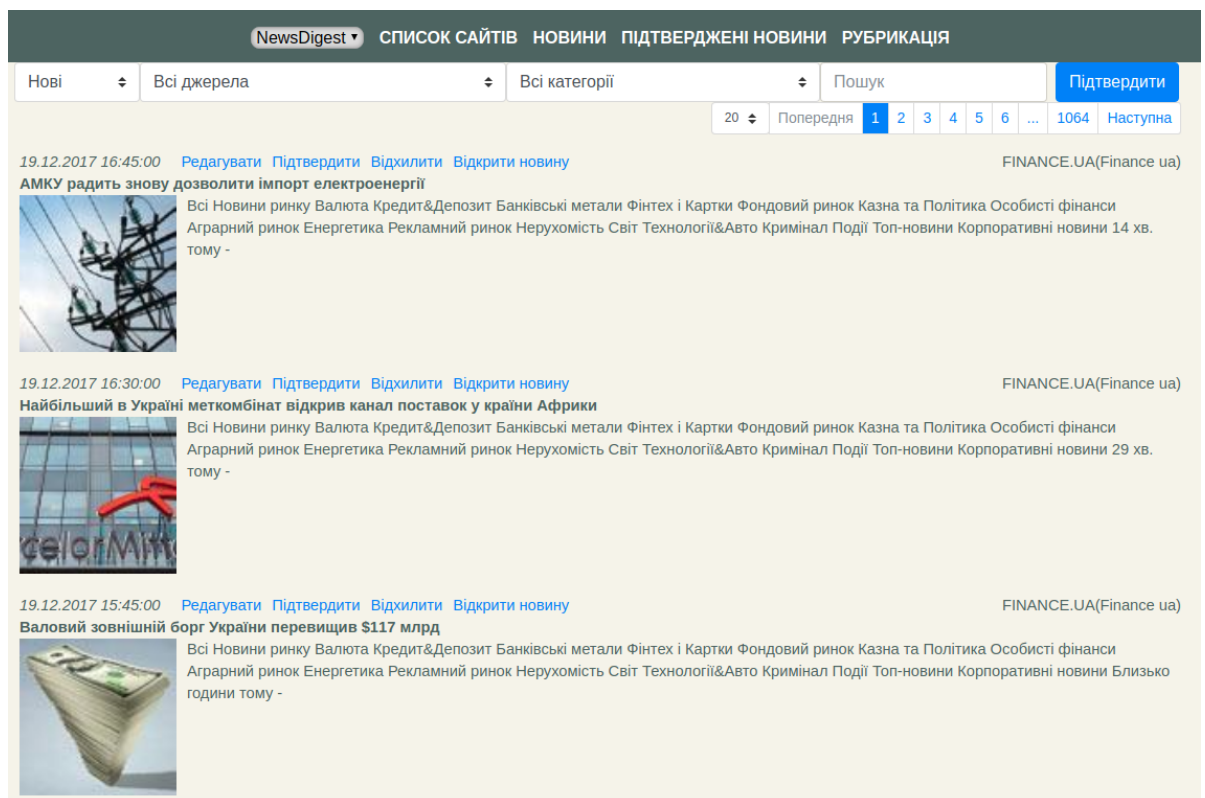 NewsDigest СПИСОК САЙТІВ НОВИНИ ПІДТВЕРДЖЕНІ НОВИНИ РУБРИКАЦІЯ
Нові Всі джерела Всі категорії Пошук Підтвердити
20 Попередня 1 2 3 4 5 6 ... 1064 Наступна
19.12.2017 16:45:00 Редагувати Підтвердити Відхилити Відкрити новину FINANCE.UA(Finance ua)
АМКУ радить знову дозволити імпорт електроенергії
Всі Новини ринку Валюта Кредит&Депозит Банківські метали Фінтех і Картки Фондовий ринок Казна та Політика Особисті фінанси
Аграрний ринок Енергетика Рекламний ринок Нерухомість Світ Технології&Авто Кримінал Події Топ-новини Корпоративні новини 14 хв.
тому -
19.12.2017 16:30:00 Редагувати Підтвердити Відхилити Відкрити новину FINANCE.UA(Finance ua)
Найбільший в Україні меткомбінат відкрив канал поставок у країни Африки
Всі Новини ринку Валюта Кредит&Депозит Банківські метали Фінтех і Картки Фондовий ринок Казна та Політика Особисті фінанси
Аграрний ринок Енергетика Рекламний ринок Нерухомість Світ Технології&Авто Кримінал Події Топ-новини Корпоративні новини 29 хв.
тому -
celorMitt
19.12.2017 15:45:00 Редагувати Підтвердити Відхилити Відкрити новину FINANCE.UA(Finance ua)
Валовий зовнішній борг України перевищив $117 млрд
Всі Новини ринку Валюта Кредит&Депозит Банківські метали Фінтех і Картки Фондовий ринок Казна та Політика Особисті фінанси
Аграрний ринок Енергетика Рекламний ринок Нерухомість Світ Технології&Авто Кримінал Події Топ-новини Корпоративні новини Близько
години тому -